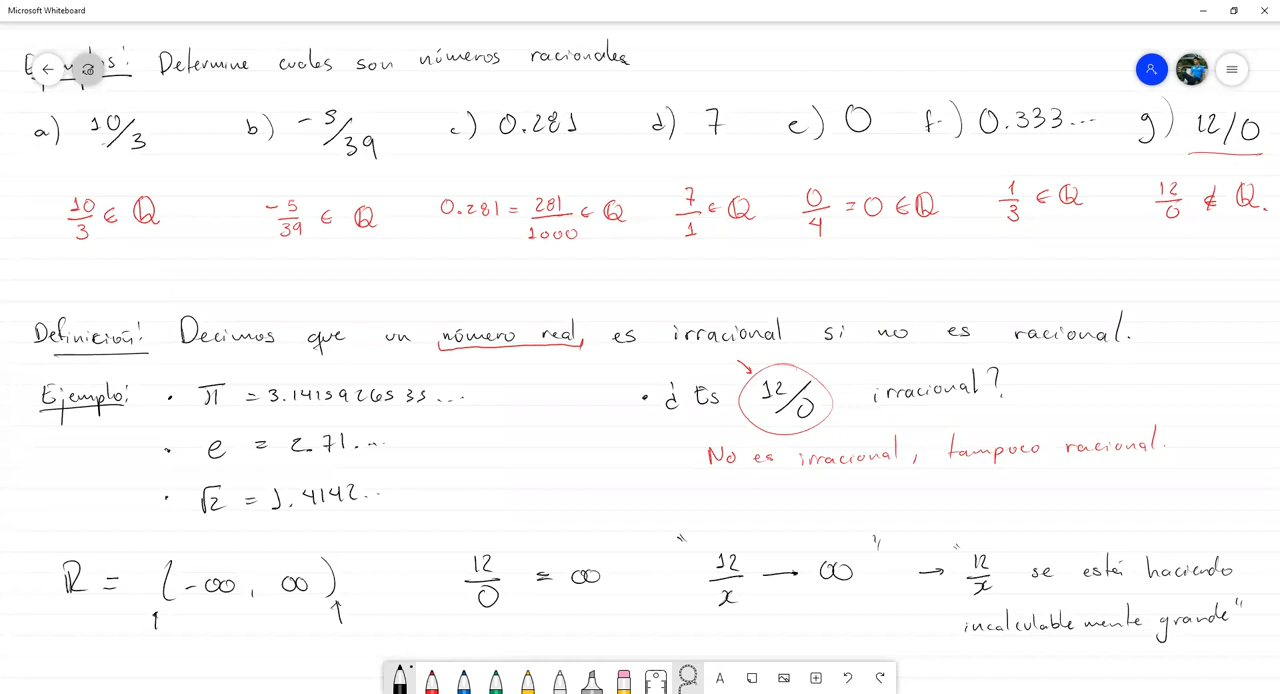 Microsoft Whiteboard
Determine cuales son números racionales
a) 10/3 b) -5/39 c) 0.281 d) 7 e) 0 f.) 0.333... g) 12/0
10/3 ∈ ℚ -5/39 ∈ ℚ 0.281 = 281/1000 ∈ ℚ 7/1 ∈ ℚ 0/4 = 0 ∈ ℚ 1/3 ∈ ℚ 12/0 ∉ ℚ.
Definición: Decimos que un número real, es irracional si no es racional.
Ejemplo: • π = 3.1415926535... • ¿ Es 12/0 irracional?
• e = 2.71... No es irracional, tampoco racional.
• √2 = 1.4142...
ℝ = (-∞, ∞) 12/0 = ∞ "12/x → ∞" → "12/x se está haciendo
incalculablemente grande"
A